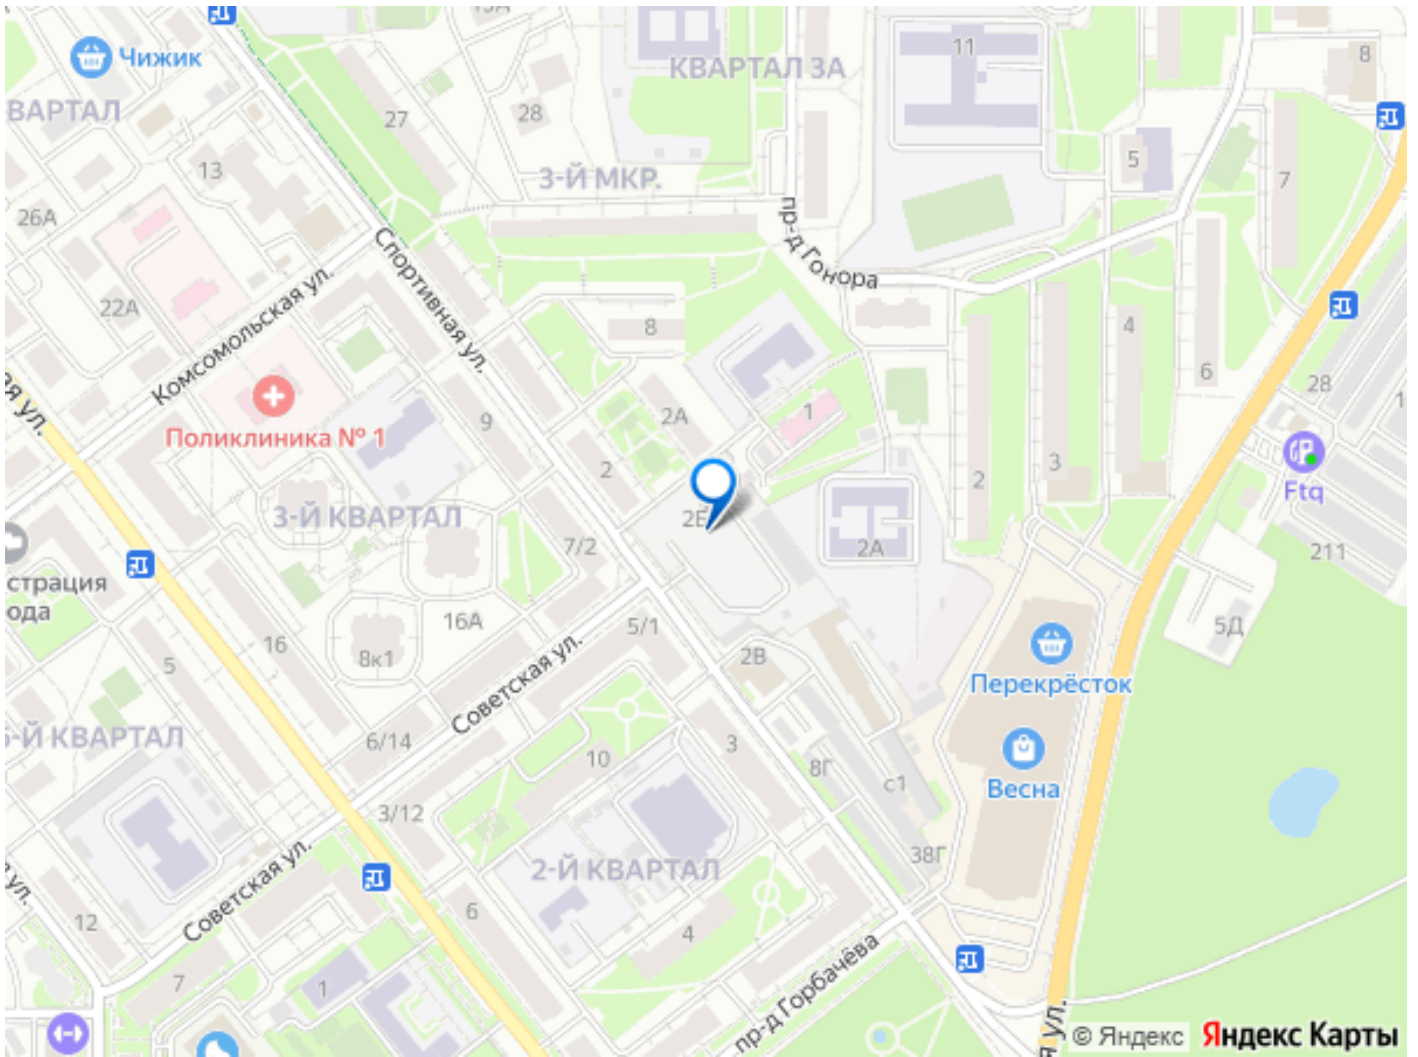 Чижик
КВАРТАЛ 3А
11
8
ВАРТАЛ
27
28
5
13
3-Й МКР.
7
26А
Спортивная ул.
пр-д Гонора
22А
Комсомольская ул.
8
4
6
28
1
ая ул.
Поликлиника № 1
9
2А
1
2
3
2
Ftq
3-Й КВАРТАЛ
7/2
2А
211
страция
ода
16А
5/1
5Д
16
8к1
2В
5
Советская ул.
Перекрёсток
-Й КВАРТАЛ
6/14
10
3
8Г
с1
Весна
3/12
38Г
2-Й КВАРТАЛ
Советская ул.
ул.
12
6
4
7
1
пр-д Горбачёва
я ул.
© Яндекс
Яндекс Карты